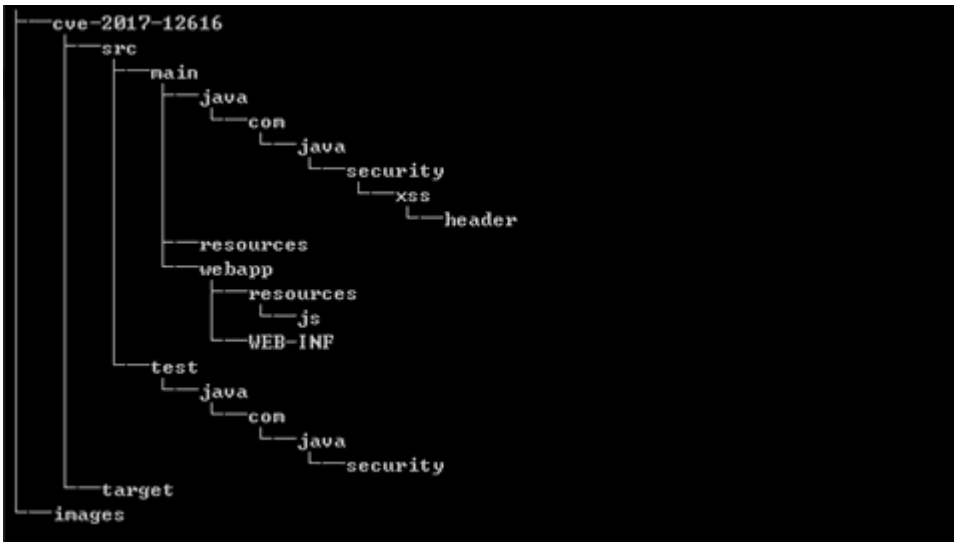 cve-2017-12616
src
main
java
com
java
security
xss
header
resources
webapp
resources
js
WEB-INF
test
java
com
java
security
target
images